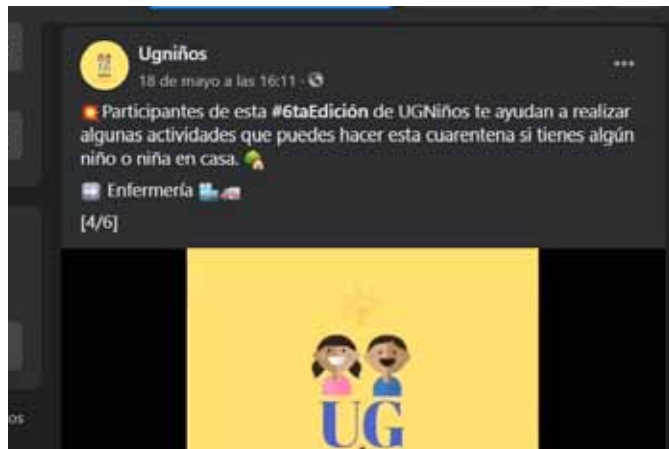 Ugniños
18 de mayo a las 16:11 ·
Participantes de esta #6taEdición de UGNiños te ayudan a realizar
algunas actividades que puedes hacer esta cuarentena si tienes algún
niño o niña en casa.
Enfermería
[4/6]
UG
os